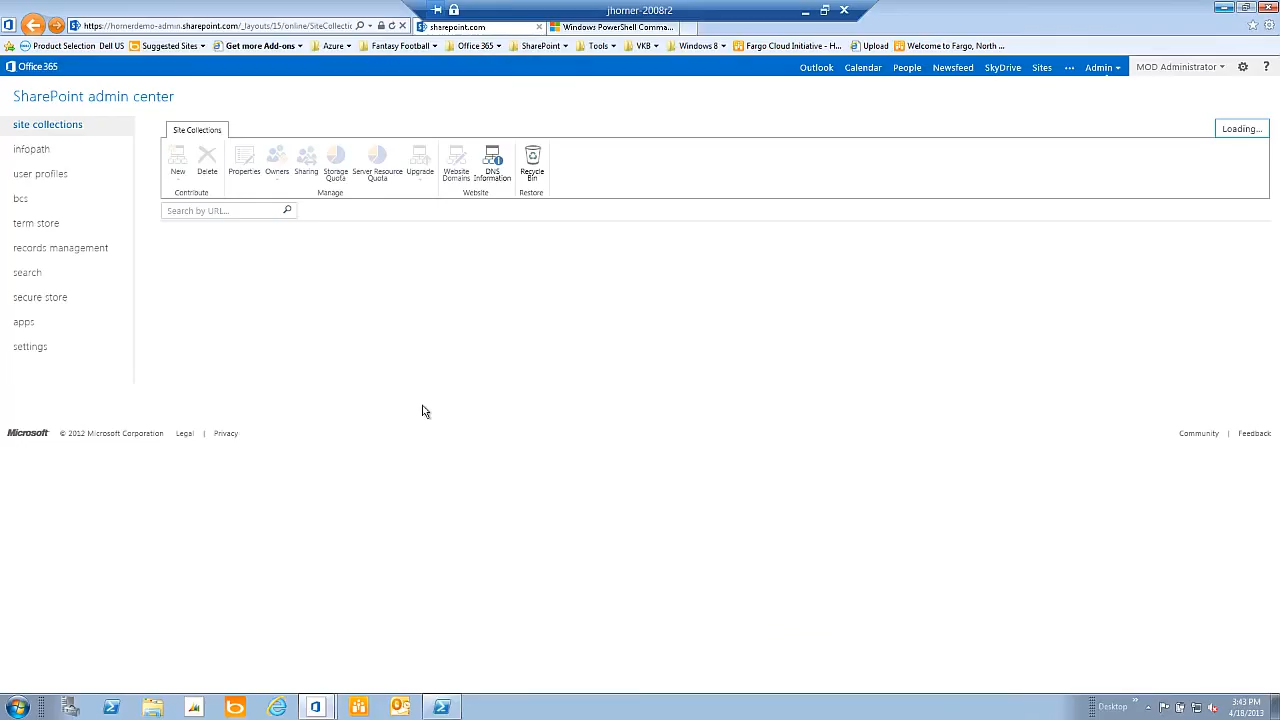 jhorner-2008r2
https://hornerdemo-admin.sharepoint.com/_layouts/15/online/SiteCollectic
sharepoint.com
Windows PowerShell Comma...
Product Selection Dell US
Suggested Sites
Get more Add-ons
Azure
Fantasy Football
Office 365
SharePoint
Tools
VKB
Windows 8
Fargo Cloud Initiative - H...
Upload
Welcome to Fargo, North ...
Office 365
Outlook
Calendar
People
Newsfeed
SkyDrive
Sites
...
Admin
MOD Administrator
?
SharePoint admin center
site collections
infopath
user profiles
bcs
term store
records management
search
secure store
apps
settings
Site Collections
Loading...
New
Delete
Properties
Owners
Sharing
Storage Quota
Server Resource Quota
Upgrade
Website Domains
DNS Information
Recycle Bin
Contribute
Manage
Website
Restore
Search by URL...
Microsoft
© 2012 Microsoft Corporation
Legal
|
Privacy
Community
|
Feedback
Desktop
3:43 PM
4/18/2013